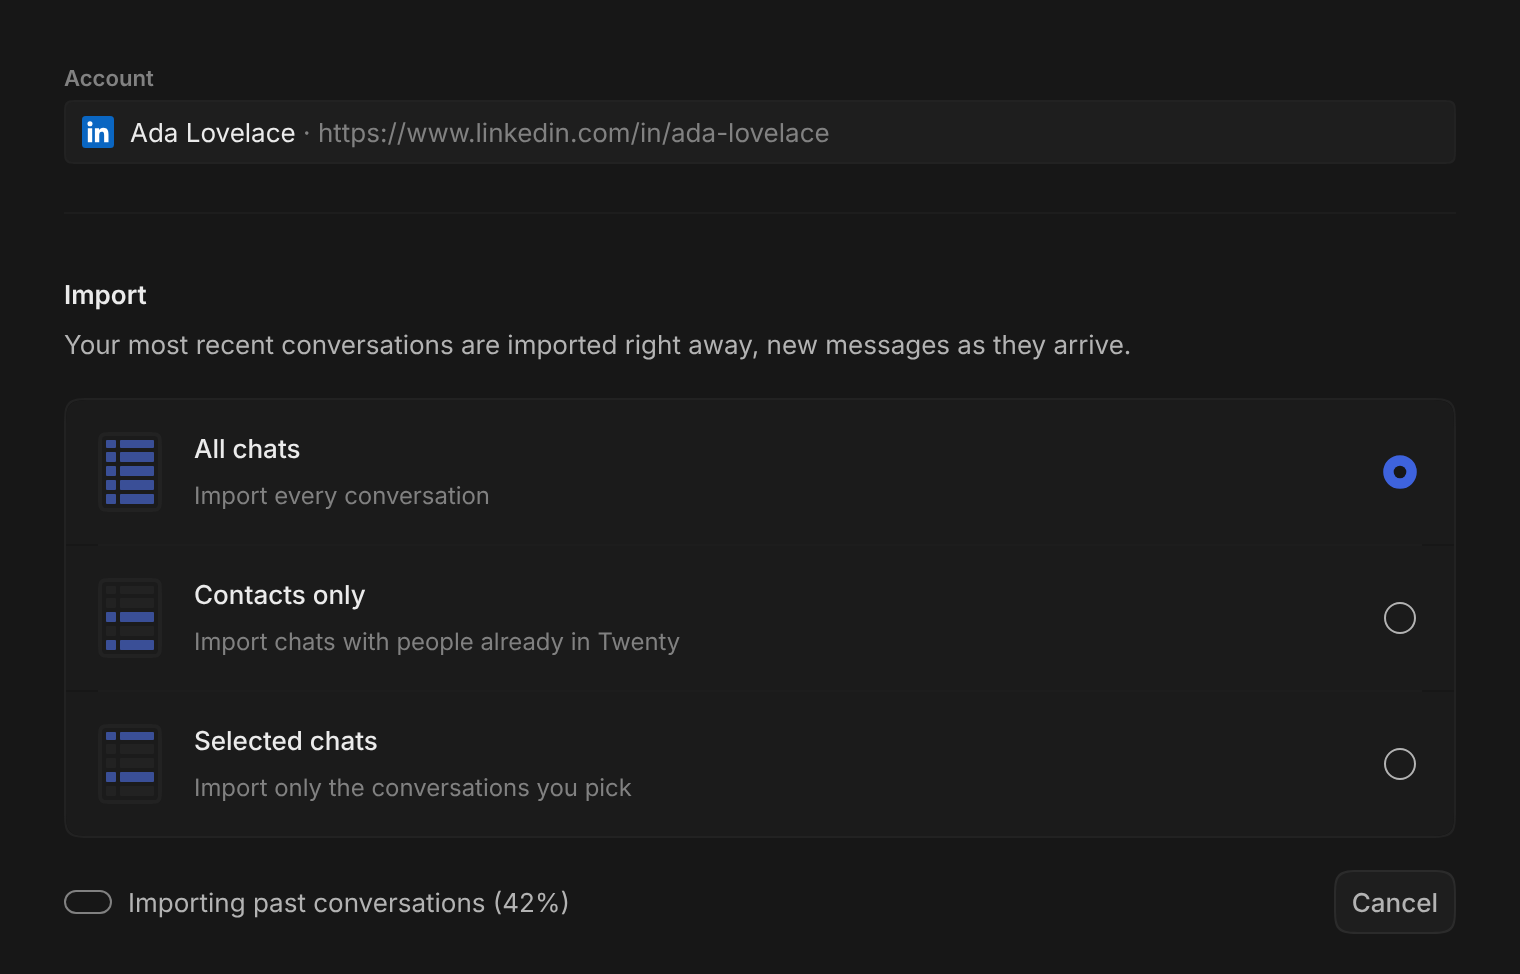 Account
in Ada Lovelace · https://www.linkedin.com/in/ada-lovelace
Import
Your most recent conversations are imported right away, new messages as they arrive.
All chats
Import every conversation
Contacts only
Import chats with people already in Twenty
Selected chats
Import only the conversations you pick
Importing past conversations (42%)
Cancel